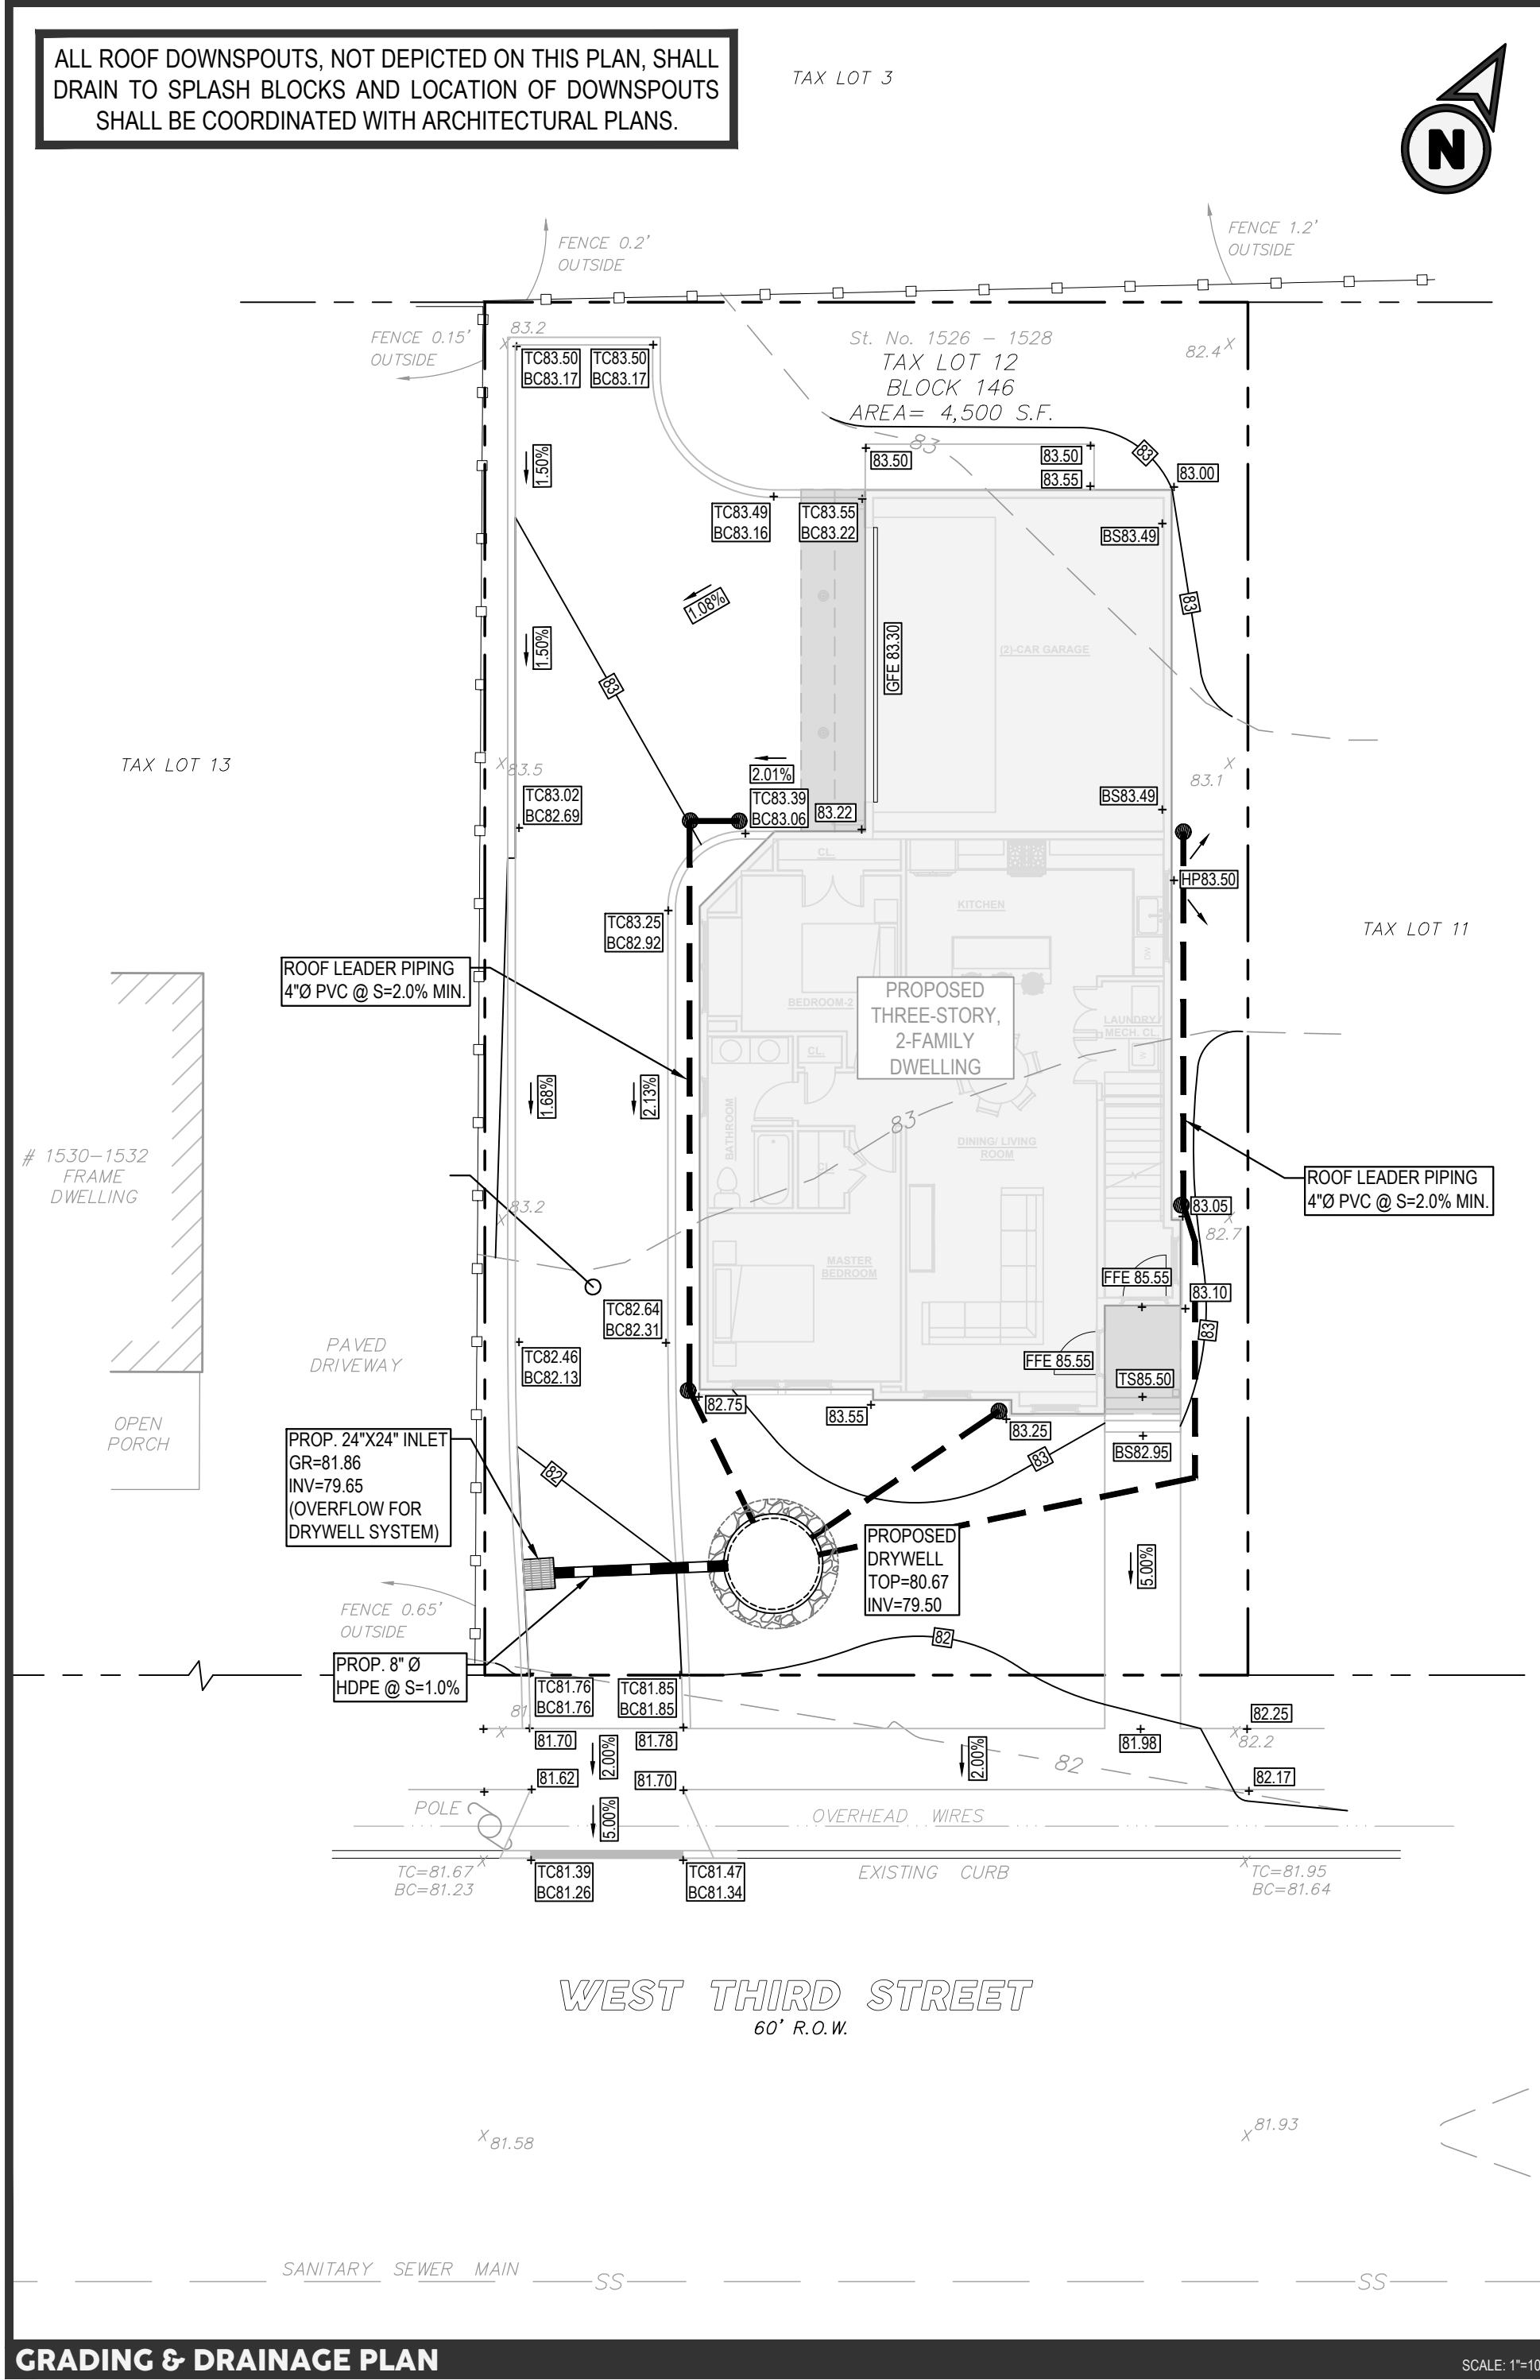 ALL ROOF DOWNSPOUTS, NOT DEPICTED ON THIS PLAN, SHALL
DRAIN TO SPLASH BLOCKS AND LOCATION OF DOWNSPOUTS
SHALL BE COORDINATED WITH ARCHITECTURAL PLANS.
TAX LOT 3
N
FENCE 0.2'
OUTSIDE
FENCE 1.2'
OUTSIDE
FENCE 0.15'
OUTSIDE
83.2
St. No. 1526 - 1528
TAX LOT 12
BLOCK 146
AREA= 4,500 S.F.
82.4
TC83.50
BC83.17
TC83.50
BC83.17
83
83
83.50
83.50
83.55
83.00
1.50%
TC83.49
BC83.16
TC83.55
BC83.22
BS83.49
1.08%
83
1.50%
GFE 83.30
(2)-CAR GARAGE
83
TAX LOT 13
83.5
2.01%
83.1
TC83.02
BC82.69
TC83.39
BC83.06
83.22
BS83.49
CL.
HP83.50
KITCHEN
TC83.25
BC82.92
TAX LOT 11
DW
ROOF LEADER PIPING
4"Ø PVC @ S=2.0% MIN.
BEDROOM-2
PROPOSED
THREE-STORY,
2-FAMILY
DWELLING
LAUNDRY/
MECH. CL.
W
CL.
1.68%
2.13%
83
BATHROOM
DINING/ LIVING
ROOM
CL.
# 1530-1532
FRAME
DWELLING
ROOF LEADER PIPING
4"Ø PVC @ S=2.0% MIN.
83.2
83.05
82.7
MASTER
BEDROOM
FFE 85.55
83.10
TC82.64
BC82.31
83
PAVED
DRIVEWAY
TC82.46
BC82.13
FFE 85.55
TS85.50
82.75
83.55
83.25
OPEN
PORCH
BS82.95
83
PROP. 24"X24" INLET
GR=81.86
INV=79.65
(OVERFLOW FOR
DRYWELL SYSTEM)
82
PROPOSED
DRYWELL
TOP=80.67
INV=79.50
5.00%
FENCE 0.65'
OUTSIDE
82
PROP. 8" Ø
HDPE @ S=1.0%
TC81.76
BC81.76
TC81.85
BC81.85
81.70
81.78
81.98
82.25
82.2
2.00%
2.00%
82
81.62
81.70
82.17
POLE
5.00%
OVERHEAD WIRES
TC=81.67
BC=81.23
TC81.39
BC81.26
TC81.47
BC81.34
EXISTING CURB
TC=81.95
BC=81.64
WEST THIRD STREET
60' R.O.W.
81.58
81.93
SANITARY SEWER MAIN
SS
SS
GRADING & DRAINAGE PLAN
SCALE: 1"=10